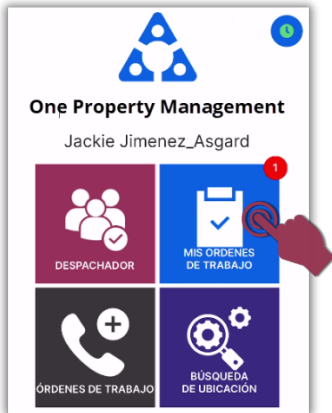 One Property Management
Jackie Jimenez_Asgard
1
DESPACHADOR
MIS ORDENES
DE TRABAJO
ÓRDENES DE TRABAJO
BÚSQUEDA
DE UBICACIÓN